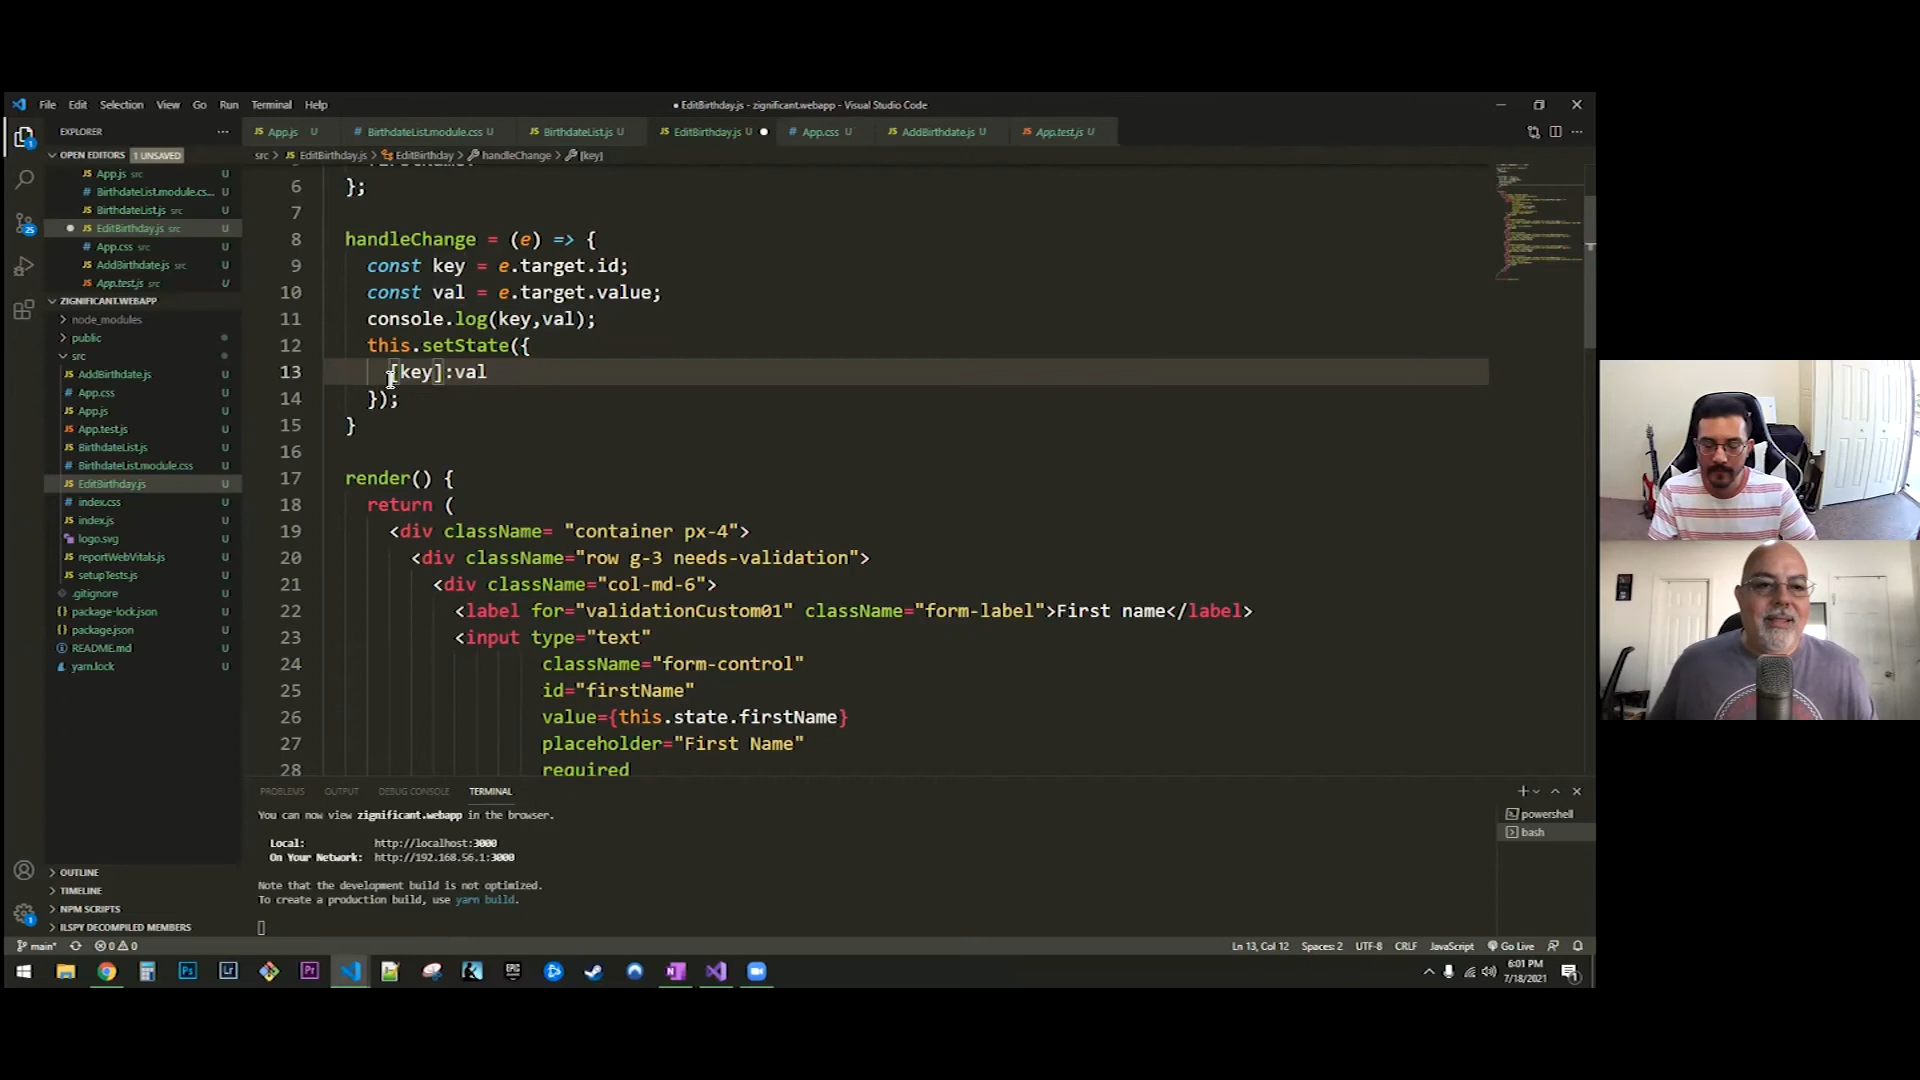 File Edit Selection View Go Run Terminal Help
● EditBirthday.js - zignificant.webapp - Visual Studio Code
EXPLORER
OPEN EDITORS 1 UNSAVED
App.js src U
BirthdateList.module.cs... U
BirthdateList.js src U
EditBirthday.js src U
App.css src U
AddBirthdate.js src U
App.test.js src U
ZIGNIFICANT.WEBAPP
node_modules
public
src
AddBirthdate.js U
App.css U
App.js U
App.test.js U
BirthdateList.js U
BirthdateList.module.css U
EditBirthday.js U
index.css U
index.js U
logo.svg U
reportWebVitals.js U
setupTests.js U
.gitignore U
package-lock.json U
package.json U
README.md U
yarn.lock U
OUTLINE
TIMELINE
NPM SCRIPTS
ILSPY DECOMPILED MEMBERS
App.js U BirthdateList.module.css U BirthdateList.js U EditBirthday.js U App.css U AddBirthdate.js U App.test.js U
src > EditBirthday.js > EditBirthday > handleChange > [key]
6 };
7
8 handleChange = (e) => {
9 const key = e.target.id;
10 const val = e.target.value;
11 console.log(key,val);
12 this.setState({
13 [key]:val
14 });
15 }
16
17 render() {
18 return (
19 <div className= "container px-4">
20 <div className="row g-3 needs-validation">
21 <div className="col-md-6">
22 <label for="validationCustom01" className="form-label">First name</label>
23 <input type="text"
24 className="form-control"
25 id="firstName"
26 value={this.state.firstName}
27 placeholder="First Name"
28 required
PROBLEMS OUTPUT DEBUG CONSOLE TERMINAL
You can now view zignificant.webapp in the browser.
Local: http://localhost:3000
On Your Network: http://192.168.56.1:3000
Note that the development build is not optimized.
To create a production build, use yarn build.
powershell
bash
main* 0 0 Ln 13, Col 12 Spaces: 2 UTF-8 CRLF JavaScript Go Live
6:01 PM
7/18/2021